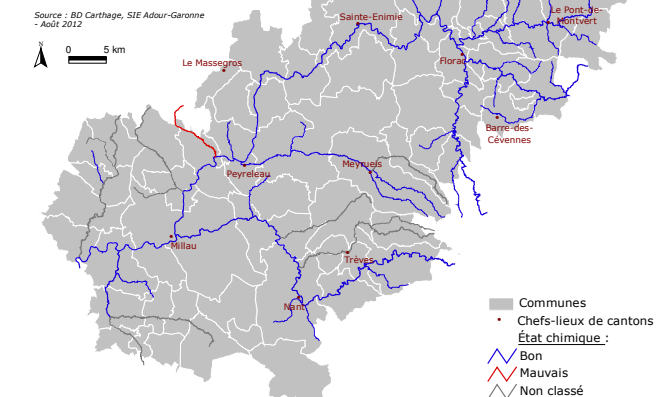 Source : BD Carthage, SIE Adour-Garonne
- Août 2012
N
0 5 km
Le Pont-de-
Montvert
Sainte-Enimie
Florac
Le Massegros
Barre-des-
Cévennes
Peyreleau
Meyrueis
Millau
Trèves
Nant
Communes
Chefs-lieux de cantons
État chimique :
Bon
Mauvais
Non classé